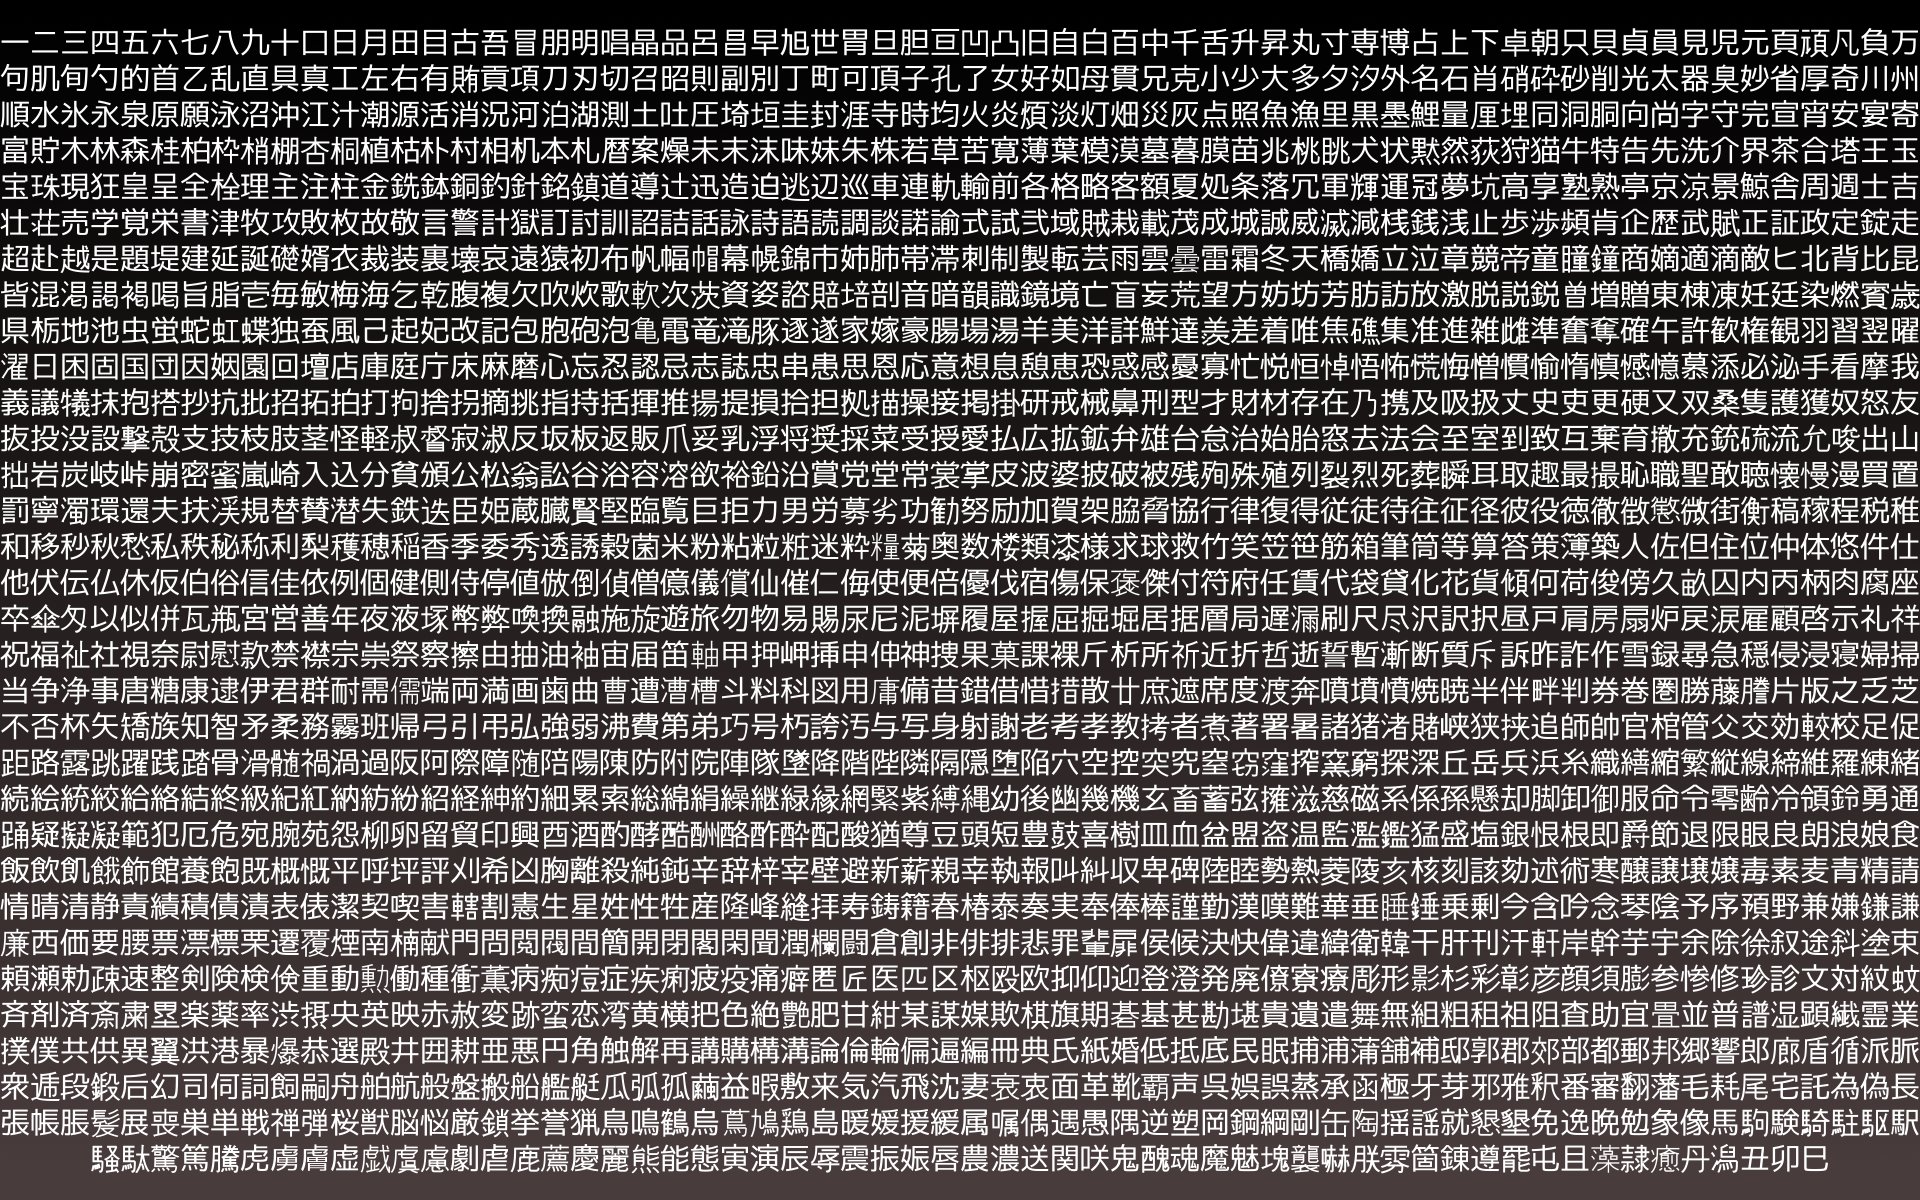 一二三四五六七八九十口日月田目古吾冒朋明唱晶品呂昌早旭世胃旦胆亘凹凸旧自白百中千舌升昇丸寸専博占上下卓朝只貝貞員見児元頁頑凡負万
句肌旬勺的首乙乱直具真工左右有賄貢項刀刃切召昭則副別丁町可頂子孔了女好如母貫兄克小少大多夕汐外名石肖硝砕砂削光太器臭妙省厚奇川州
順水氷永泉原願泳沼沖江汁潮源活消況河泊湖測土吐圧埼垣圭封涯寺時均火炎煩淡灯畑災灰点照魚漁里黒墨鯉量厘埋同洞胴向尚字守完宣宵安宴寄
富貯木林森桂柏枠梢棚杏桐植枯朴村相机本札暦案燥未末沫味妹朱株若草苦寛薄葉模漠墓暮膜苗兆桃眺犬状黙然荻狩猫牛特告先洗介界茶合塔王玉
宝珠現狂皇呈全栓理主注柱金銑鉢銅釣針銘鎮道導辻迅造迫逃辺巡車連軌輸前各格略客額夏処条落冗軍輝運冠夢坑高享塾熟亭京涼景鯨舎周週士吉
壮荘売学覚栄書津牧攻敗枚故敬言警計獄訂討訓詔詰話詠詩語読調談諾諭式試弐域賊栽載茂成城誠威滅減桟銭浅止歩渉頻肯企歴武賦正証政定錠走
超赴越是題堤建延誕礎婿衣裁装裏壊哀遠猿初布帆幅帽幕幌錦市姉肺帯滞刺制製転芸雨雲曇雷霜冬天橋嬌立泣章競帝童瞳鐘商嫡適滴敵匕北背比昆
皆混渇謁褐喝旨脂壱毎敏梅海乞乾腹複欠吹炊歌軟次茨資姿諮賠培剖音暗韻識鏡境亡盲妄荒望方妨坊芳肪訪放激脱説鋭曽増贈東棟凍妊廷染燃賓歳
県栃地池虫蛍蛇虹蝶独蚕風己起妃改記包胞砲泡亀電竜滝豚逐遂家嫁豪腸場湯羊美洋詳鮮達羨差着唯焦礁集准進雑雌準奮奪確午許歓権観羽習翌曜
濯曰困固国団因姻園回壇店庫庭庁床麻磨心忘忍認忌志誌忠串患思恩応意想息憩恵恐惑感憂寡忙悦恒悼悟怖慌悔憎慣愉惰慎憾憶慕添必泌手看摩我
義議犠抹抱搭抄抗批招拓拍打拘捨拐摘挑指持括揮推揚提損拾担拠描操接掲掛研戒械鼻刑型才財材存在乃携及吸扱丈史吏更硬又双桑隻護獲奴怒友
抜投没設撃殻支技枝肢茎怪軽叔督寂淑反坂板返販爪妥乳浮将奨採菜受授愛払広拡鉱弁雄台怠治始胎窓去法会至室到致互棄育撤充銃硫流允唆出山
拙岩炭岐峠崩密蜜嵐崎入込分貧頒公松翁訟谷浴容溶欲裕鉛沿賞党堂常裳掌皮波婆披破被残殉殊殖列裂烈死葬瞬耳取趣最撮恥職聖敢聴懐慢漫買置
罰寧濁環還夫扶渓規替賛潜失鉄迭臣姫蔵臓賢堅臨覧巨拒力男労募劣功勧努励加賀架脇脅協行律復得従徒待往征径彼役徳徹徴懲微街衡稿稼程税稚
和移秒秋愁私秩秘称利梨穫穂稲香季委秀透誘穀菌米粉粘粒粧迷粋糧菊奥数楼類漆様求球救竹笑笠笹筋箱筆筒等算答策簿築人佐但住位仲体悠件仕
他伏伝仏休仮伯俗信佳依例個健側侍停値倣倒偵僧億儀償仙催仁侮使便倍優伐宿傷保褒傑付符府任賃代袋貸化花貨傾何荷俊傍久畝囚内丙柄肉腐座
卒傘匁以似併瓦瓶宮営善年夜液塚幣弊喚換融施旋遊旅勿物易賜尿尼泥塀履屋握屈掘堀居据層局遅漏刷尺尽沢訳択昼戸肩房扇炉戻涙雇顧啓示礼祥
祝福祉社視奈尉慰款禁襟宗崇祭察擦由抽油袖宙届笛軸甲押岬挿申伸神捜果菓課裸斤析所祈近折哲逝誓暫漸断質斥訴昨詐作雪録尋急穏侵浸寝婦掃
当争浄事唐糖康逮伊君群耐需儒端両満画歯曲曹遭漕槽斗料科図用庸備昔錯借惜措散廿庶遮席度渡奔噴墳憤焼暁半伴畔判券巻圏勝藤謄片版之乏芝
不否杯矢矯族知智矛柔務霧班帰弓引弔弘強弱沸費第弟巧号朽誇汚与写身射謝老考孝教拷者煮著署暑諸猪渚賭峡狭挟追師帥官棺管父交効較校足促
距路露跳躍践踏骨滑髄禍渦過阪阿際障随陪陽陳防附院陣隊墜降階陛隣隔隠堕陥穴空控突究窒窃窪搾窯窮探深丘岳兵浜糸織繕縮繁縦線締維羅練緒
続絵統絞給絡結終級紀紅納紡紛紹経紳約細累索総綿絹繰継緑縁網緊紫縛縄幼後幽幾機玄畜蓄弦擁滋慈磁系係孫懸却脚卸御服命令零齢冷領鈴勇通
踊疑擬凝範犯厄危宛腕苑怨柳卵留貿印興酉酒酌酵酷酬酪酢酔配酸猶尊豆頭短豊鼓喜樹皿血盆盟盗温監濫鑑猛盛塩銀恨根即爵節退限眼良朗浪娘食
飯飲飢餓飾館養飽既概慨平呼坪評刈希凶胸離殺純鈍辛辞梓宰壁避新薪親幸執報叫糾収卑碑陸睦勢熱菱陵亥核刻該劾述術寒醸譲壌嬢毒素麦青精請
情晴清静責績積債漬表俵潔契喫害轄割憲生星姓性牲産隆峰縫拝寿鋳籍春椿泰奏実奉俸棒謹勤漢嘆難華垂睡錘乗剰今含吟念琴陰予序預野兼嫌鎌謙
廉西価要腰票漂標栗遷覆煙南楠献門問閲閥間簡開閉閣閑聞潤欄闘倉創非俳排悲罪輩扉侯候決快偉違緯衛韓干肝刊汗軒岸幹芋宇余除徐叙途斜塗束
頼瀬勅疎速整剣険検倹重動勲働種衝薫病痴痘症疾痢疲疫痛癖匿匠医匹区枢殴欧抑仰迎登澄発廃僚寮療彫形影杉彩彰彦顔須膨参惨修珍診文対紋蚊
斉剤済斎粛塁楽薬率渋摂央英映赤赦変跡蛮恋湾黄横把色絶艶肥甘紺某謀媒欺棋旗期碁基甚勘堪貴遺遣舞無組粗租祖阻査助宜畳並普譜湿顕繊霊業
撲僕共供異翼洪港暴爆恭選殿井囲耕亜悪円角触解再講購構溝論倫輪偏遍編冊典氏紙婚低抵底民眠捕浦蒲舗補邸郭郡郊部都郵邦郷響郎廊盾循派脈
衆逓段鍛后幻司伺詞飼嗣舟舶航般盤搬船艦艇瓜弧孤繭益暇敷来気汽飛沈妻衰衷面革靴覇声呉娯誤蒸承函極牙芽邪雅釈番審翻藩毛耗尾宅託為偽長
張帳脹髪展喪巣単戦禅弾桜獣脳悩厳鎖挙誉猟鳥鳴鶴烏蔦鳩鶏島暖媛援緩属嘱偶遇愚隅逆塑岡鋼綱剛缶陶揺謡就懇墾免逸晩勉象像馬駒験騎駐駆駅
騒駄驚篤騰虎虜膚虚戯虞慮劇虐鹿薦慶麗熊能態寅演辰辱震振娠唇農濃送関咲鬼醜魂魔魅塊襲嚇朕雰箇錬遵罷屯且藻隷癒丹潟丑卯巳